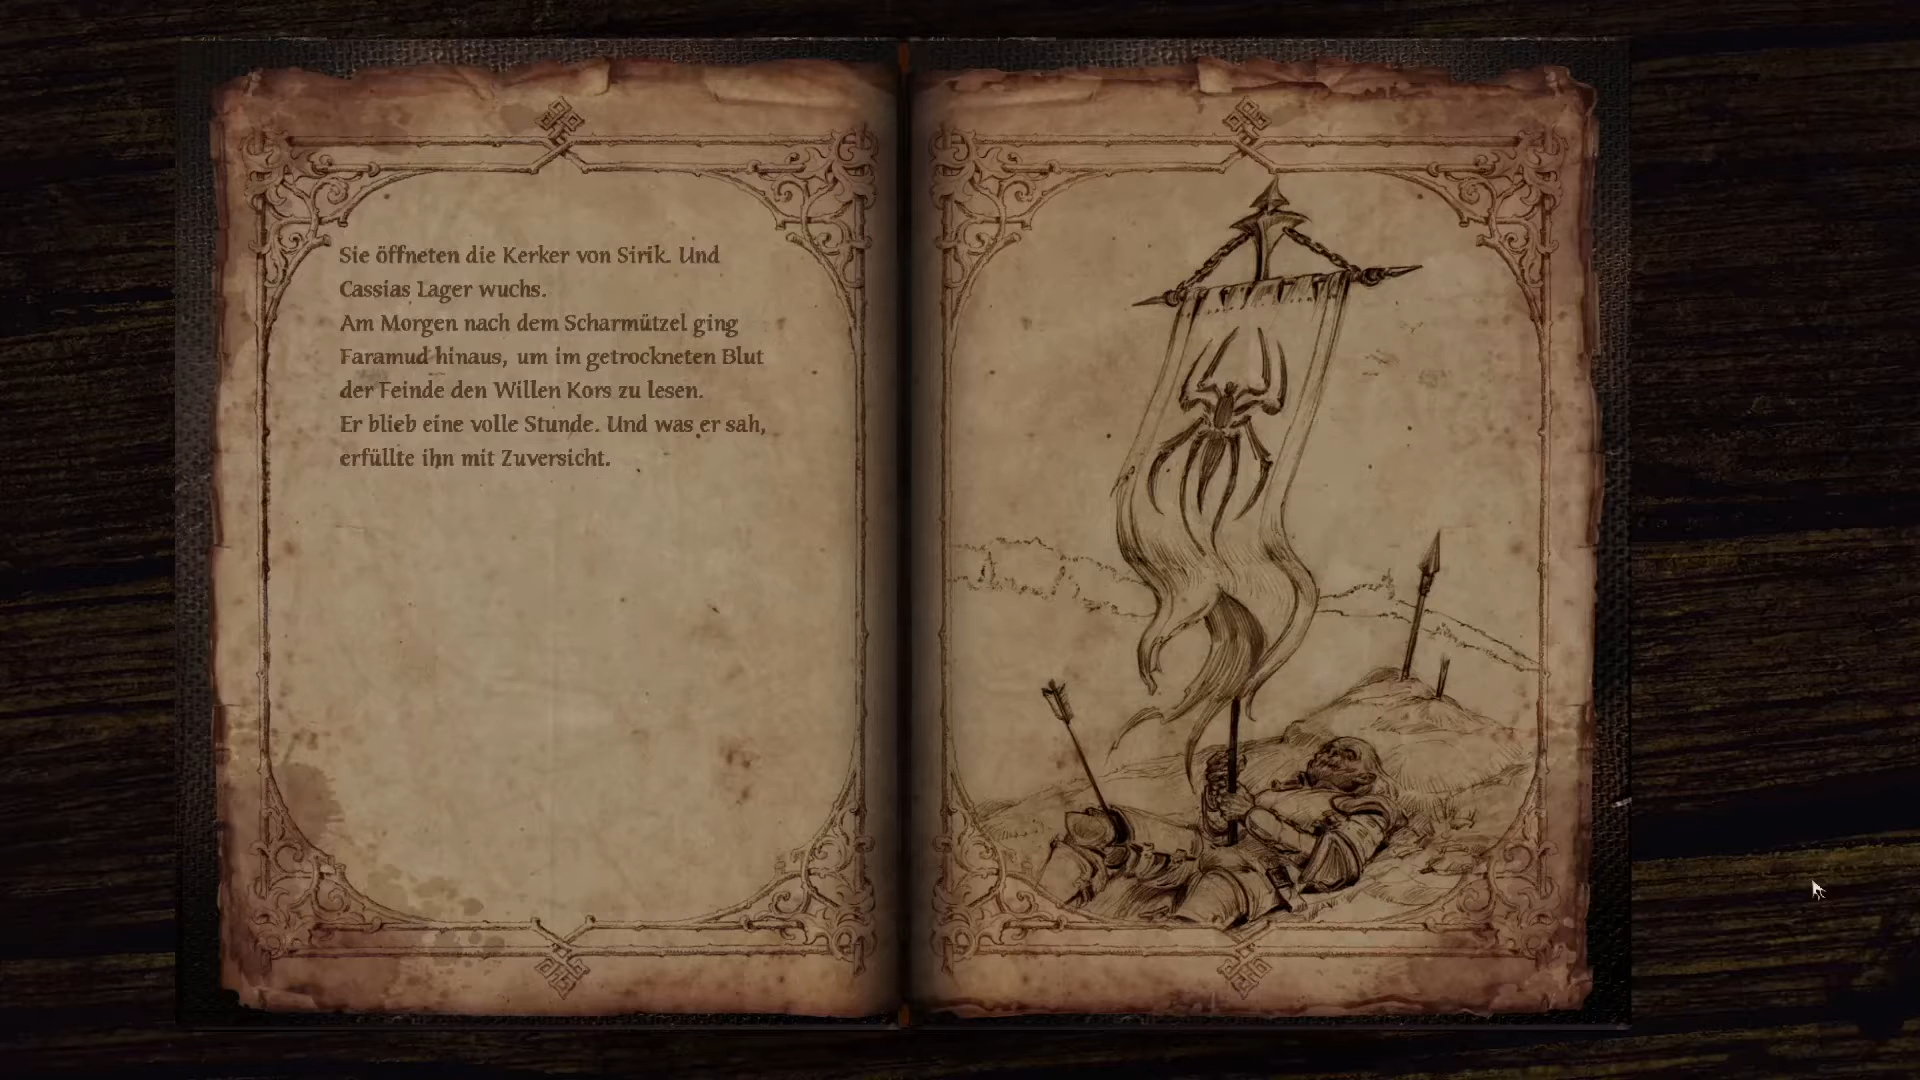 Sie öffneten die Kerker von Sirik. Und
Cassias Lager wuchs.
Am Morgen nach dem Scharmützel ging
Faramud hinaus, um im getrockneten Blut
der Feinde den Willen Kors zu lesen.
Er blieb eine volle Stunde. Und was er sah,
erfüllte ihn mit Zuversicht.